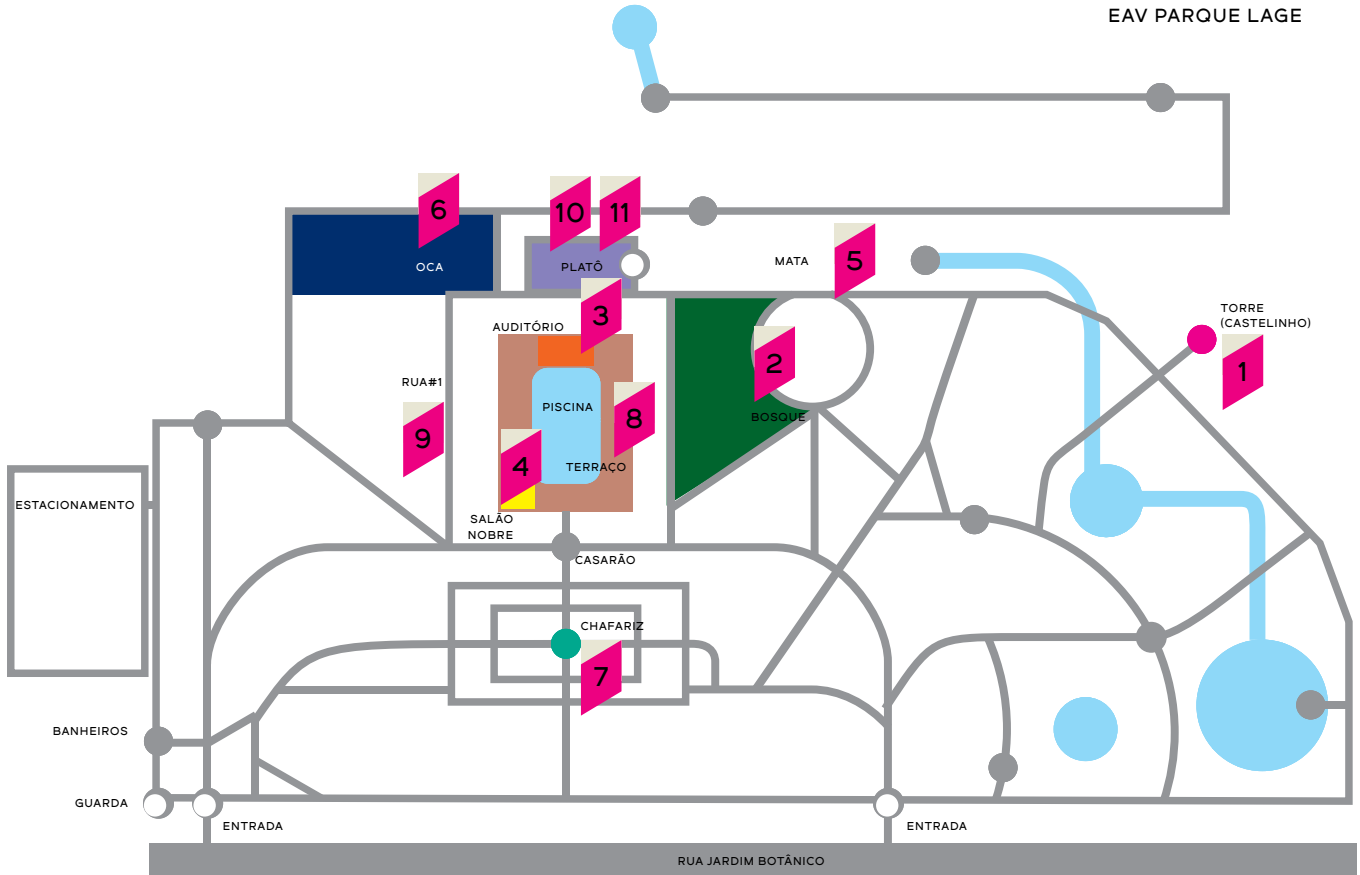 EAV PARQUE LAGE
6
10
11
OCA
PLATÔ
MATA
5
TORRE
(CASTELINHO)
1
AUDITÓRIO
3
2
RUA#1
PISCINA
8
BOSQUE
9
4
TERRAÇO
ESTACIONAMENTO
SALÃO
NOBRE
CASARÃO
CHAFARIZ
7
BANHEIROS
GUARDA
ENTRADA
ENTRADA
RUA JARDIM BOTÂNICO